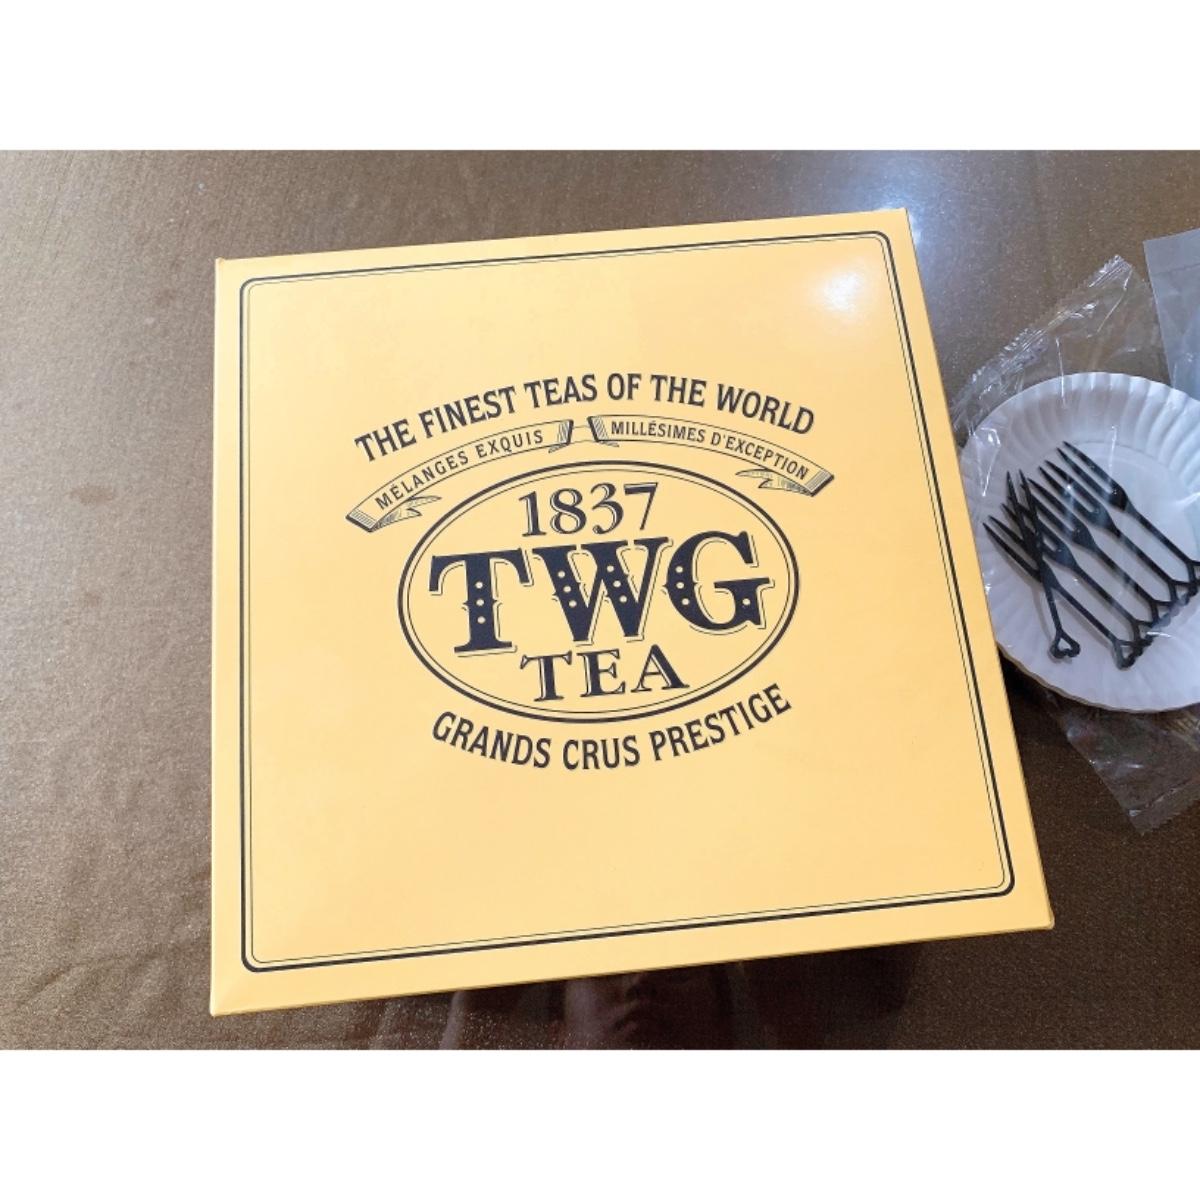 THE FINEST TEAS OF THE WORLD
MÉLANGES EXQUIS MILLÉSIMES D'EXCEPTION
1837
TWG
TEA
GRANDS CRUS PRESTIGE